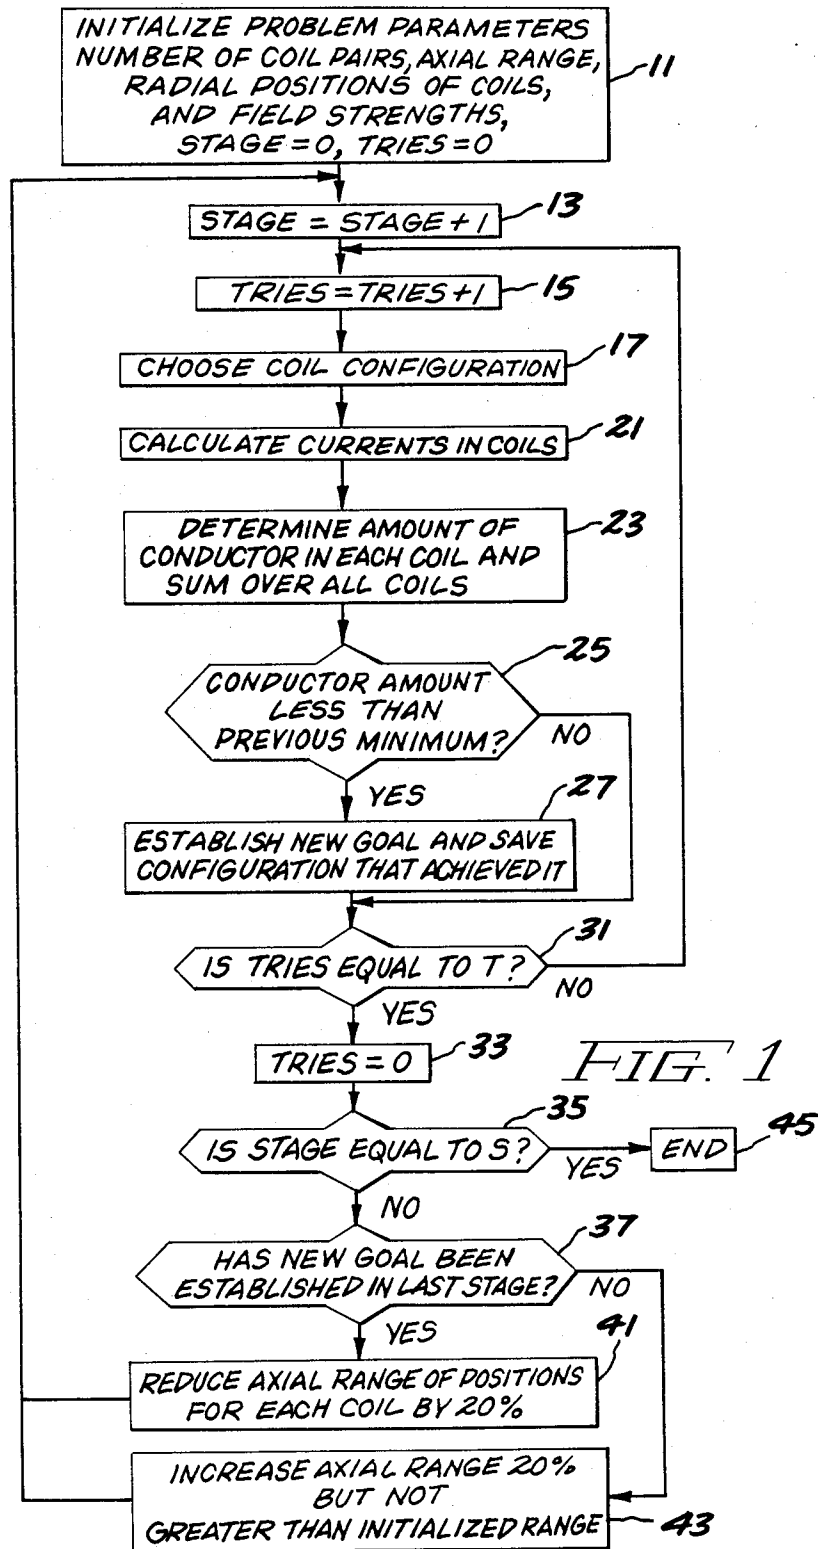 INITIALIZE PROBLEM PARAMETERS
NUMBER OF COIL PAIRS, AXIAL RANGE,
RADIAL POSITIONS OF COILS,
AND FIELD STRENGTHS,
STAGE = 0, TRIES = 0
11
STAGE = STAGE + 1
13
TRIES = TRIES + 1
15
CHOOSE COIL CONFIGURATION
17
CALCULATE CURRENTS IN COILS
21
DETERMINE AMOUNT OF
CONDUCTOR IN EACH COIL AND
SUM OVER ALL COILS
23
CONDUCTOR AMOUNT
LESS THAN
PREVIOUS MINIMUM?
25
NO
YES
27
ESTABLISH NEW GOAL AND SAVE
CONFIGURATION THAT ACHIEVED IT
31
IS TRIES EQUAL TO T?
NO
YES
TRIES = 0
33
FIG. 1
35
IS STAGE EQUAL TO S?
YES
END
45
NO
37
HAS NEW GOAL BEEN
ESTABLISHED IN LAST STAGE?
NO
YES
41
REDUCE AXIAL RANGE OF POSITIONS
FOR EACH COIL BY 20%
INCREASE AXIAL RANGE 20%
BUT NOT
GREATER THAN INITIALIZED RANGE
43